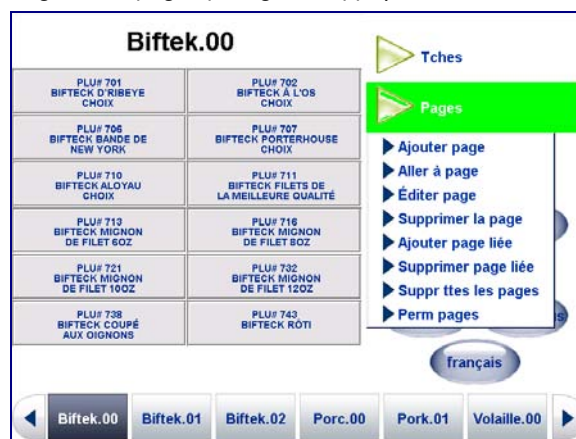 Biftek.00
PLU# 701
BIFTECK D'RIBEYE
CHOIX
PLU# 702
BIFTECK À L'OS
CHOIX
PLU# 706
BIFTECK BANDE DE
NEW YORK
PLU# 707
BIFTECK PORTERHOUSE
CHOIX
PLU# 710
BIFTECK ALOYAU
CHOIX
PLU# 711
BIFTECK FILETS DE
LA MEILLEURE QUALITÉ
PLU# 713
BIFTECK MIGNON
DE FILET 6OZ
PLU# 716
BIFTECK MIGNON
DE FILET 8OZ
PLU# 721
BIFTECK MIGNON
DE FILET 10OZ
PLU# 732
BIFTECK MIGNON
DE FILET 12OZ
PLU# 738
BIFTECK COUPÉ
AUX OIGNONS
PLU# 743
BIFTECK RÔTI
Tches
Pages
Ajouter page
Aller à page
Éditer page
Supprimer la page
Ajouter page liée
Supprimer page liée
Suppr ttes les pages
Perm pages
français
Biftek.00
Biftek.01
Biftek.02
Porc.00
Pork.01
Volaille.00